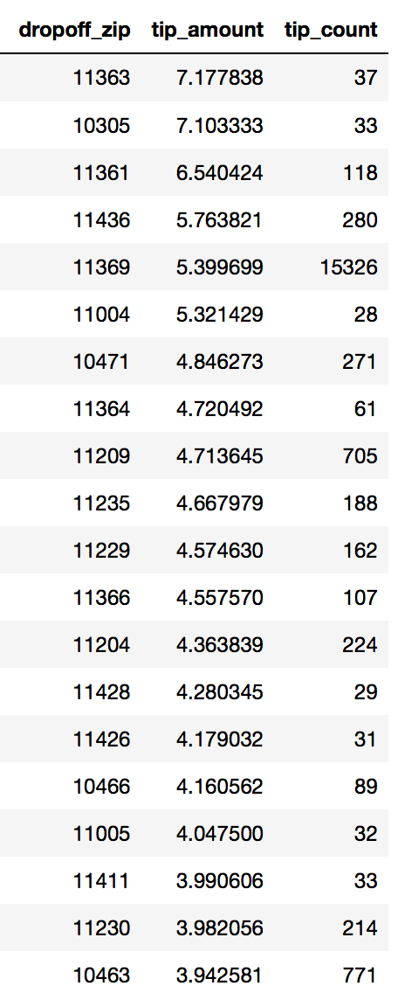 dropoff_zip tip_amount tip_count
11363 7.177838 37
10305 7.103333 33
11361 6.540424 118
11436 5.763821 280
11369 5.399699 15326
11004 5.321429 28
10471 4.846273 271
11364 4.720492 61
11209 4.713645 705
11235 4.667979 188
11229 4.574630 162
11366 4.557570 107
11204 4.363839 224
11428 4.280345 29
11426 4.179032 31
10466 4.160562 89
11005 4.047500 32
11411 3.990606 33
11230 3.982056 214
10463 3.942581 771